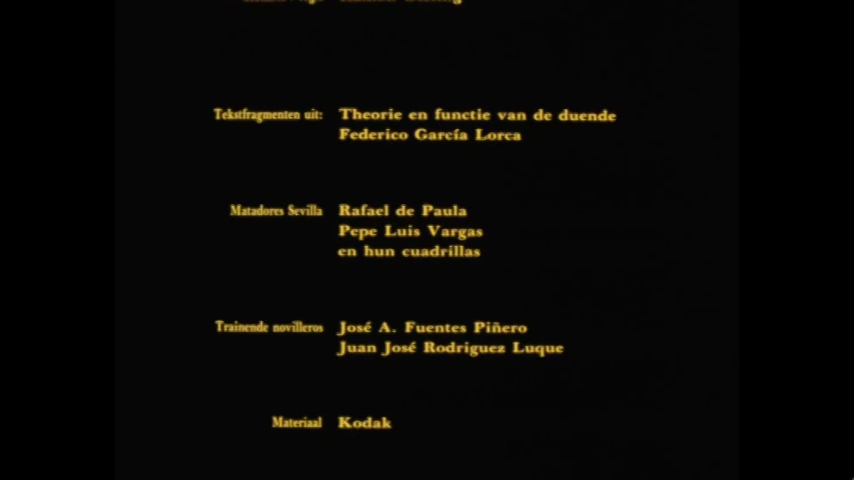 Tekstfragmenten uit: Theorie en functie van de duende
Federico García Lorca
Matadores Sevilla Rafael de Paula
Pepe Luis Vargas
en hun cuadrillas
Trainende novilleros José A. Fuentes Piñero
Juan José Rodriguez Luque
Materiaal Kodak